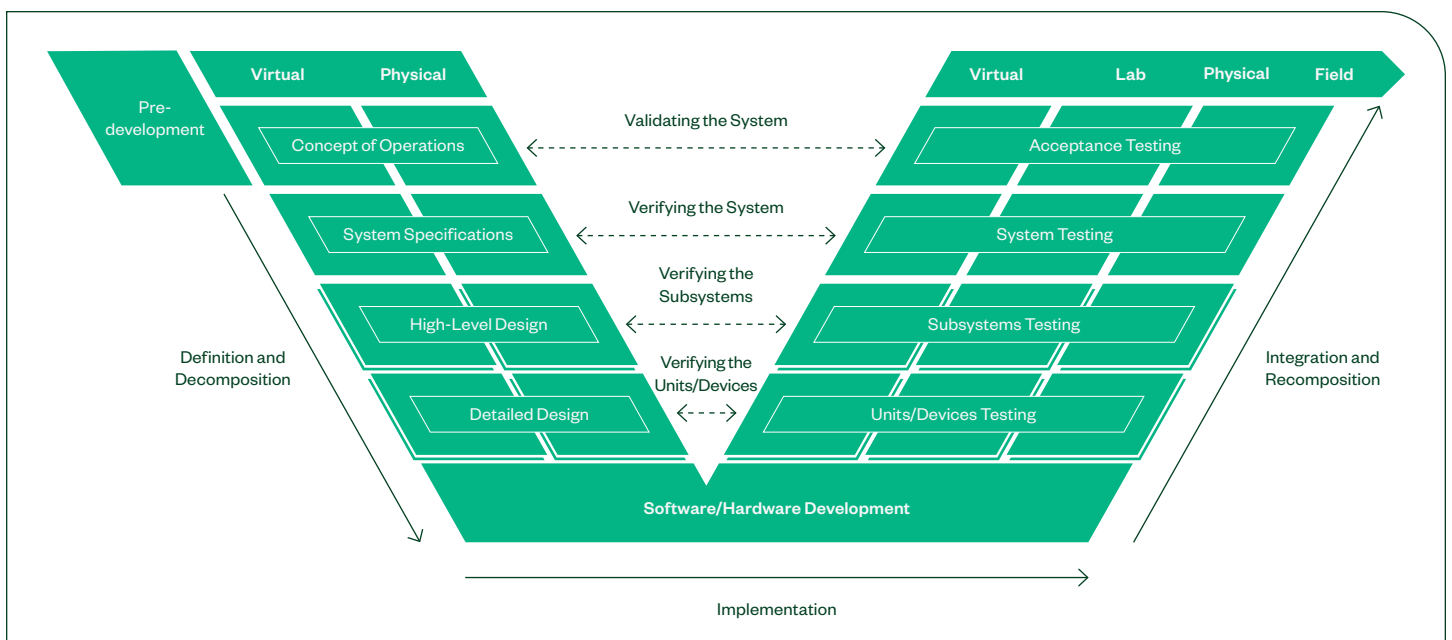 Pre-
development
Virtual
Physical
Virtual
Lab
Physical
Field
Concept of Operations
Validating the System
Acceptance Testing
System Specifications
Verifying the System
System Testing
High-Level Design
Verifying the
Subsystems
Subsystems Testing
Detailed Design
Verifying the
Units/Devices
Units/Devices Testing
Definition and
Decomposition
Integration and
Recomposition
Software/Hardware Development
Implementation